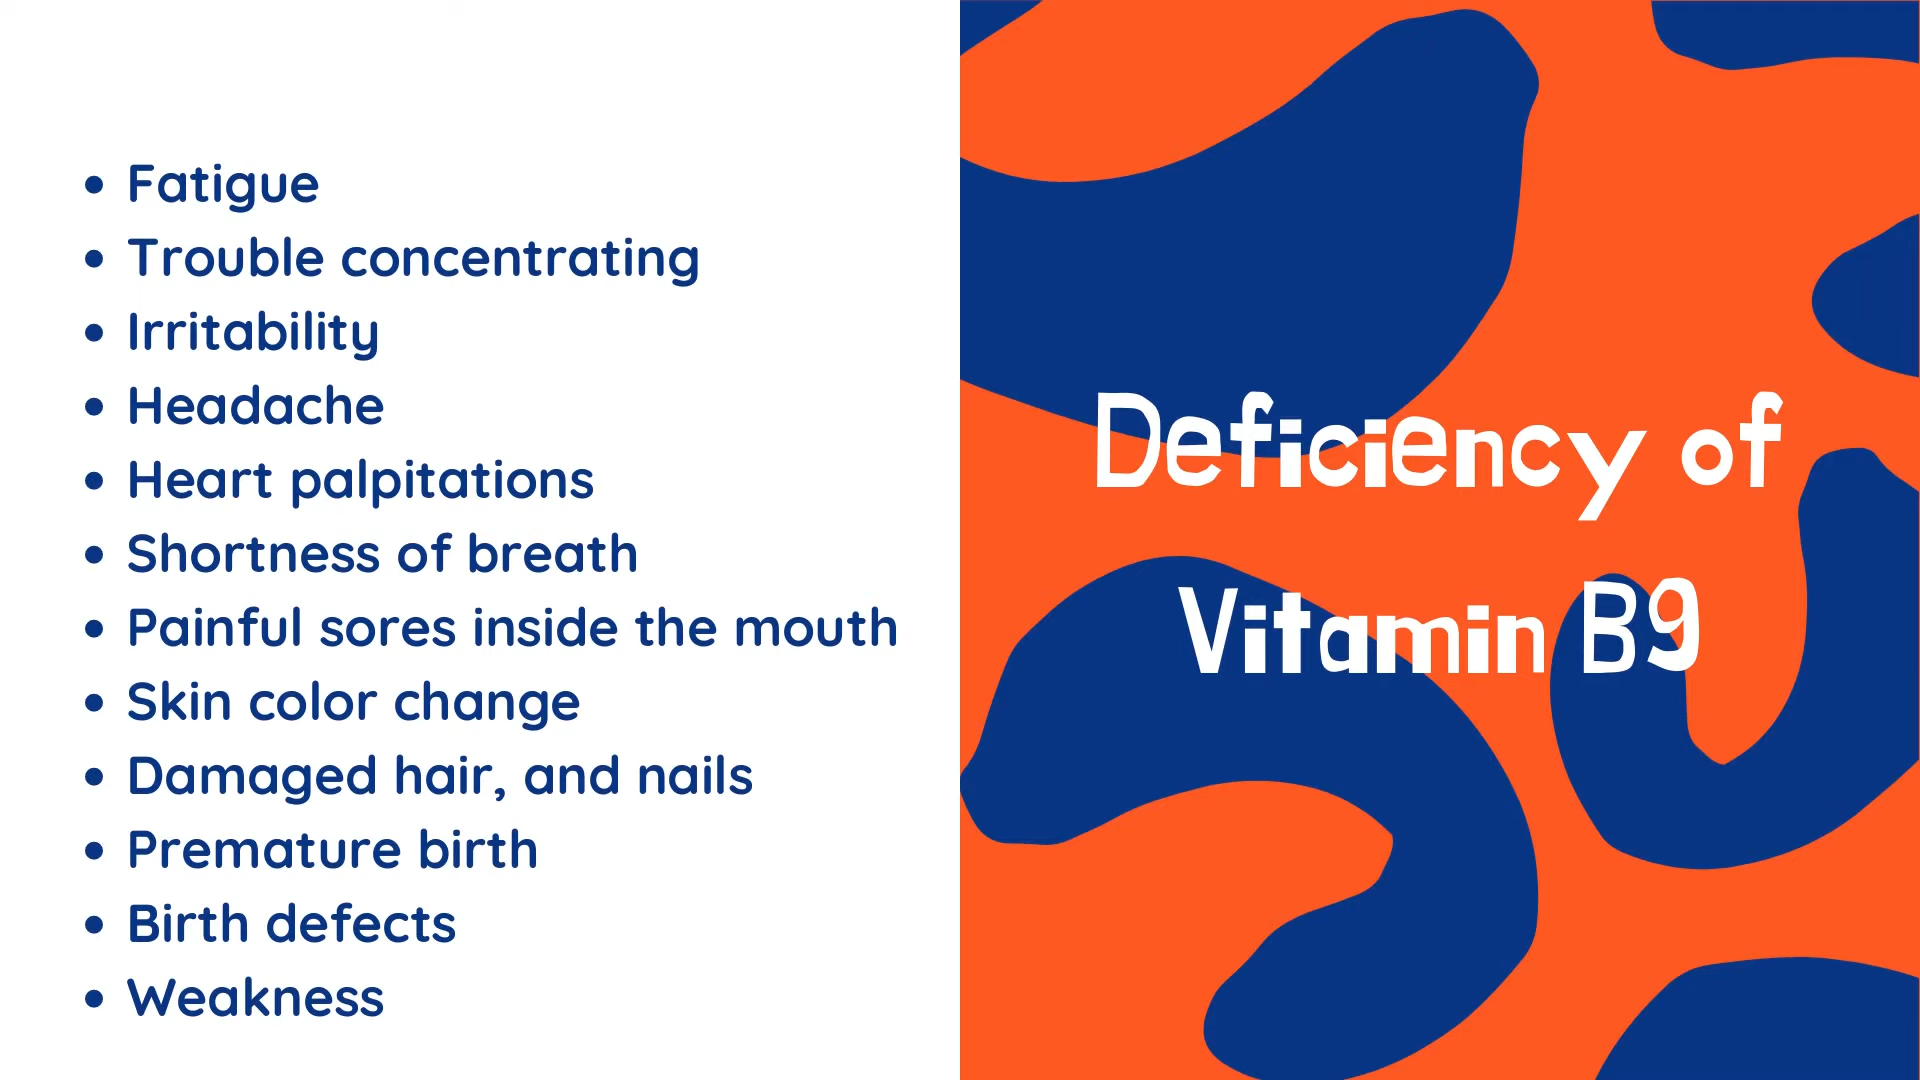 • Fatigue
• Trouble concentrating
• Irritability
• Headache
• Heart palpitations
• Shortness of breath
• Painful sores inside the mouth
• Skin color change
• Damaged hair, and nails
• Premature birth
• Birth defects
• Weakness
Deficiency of
Vitamin B9